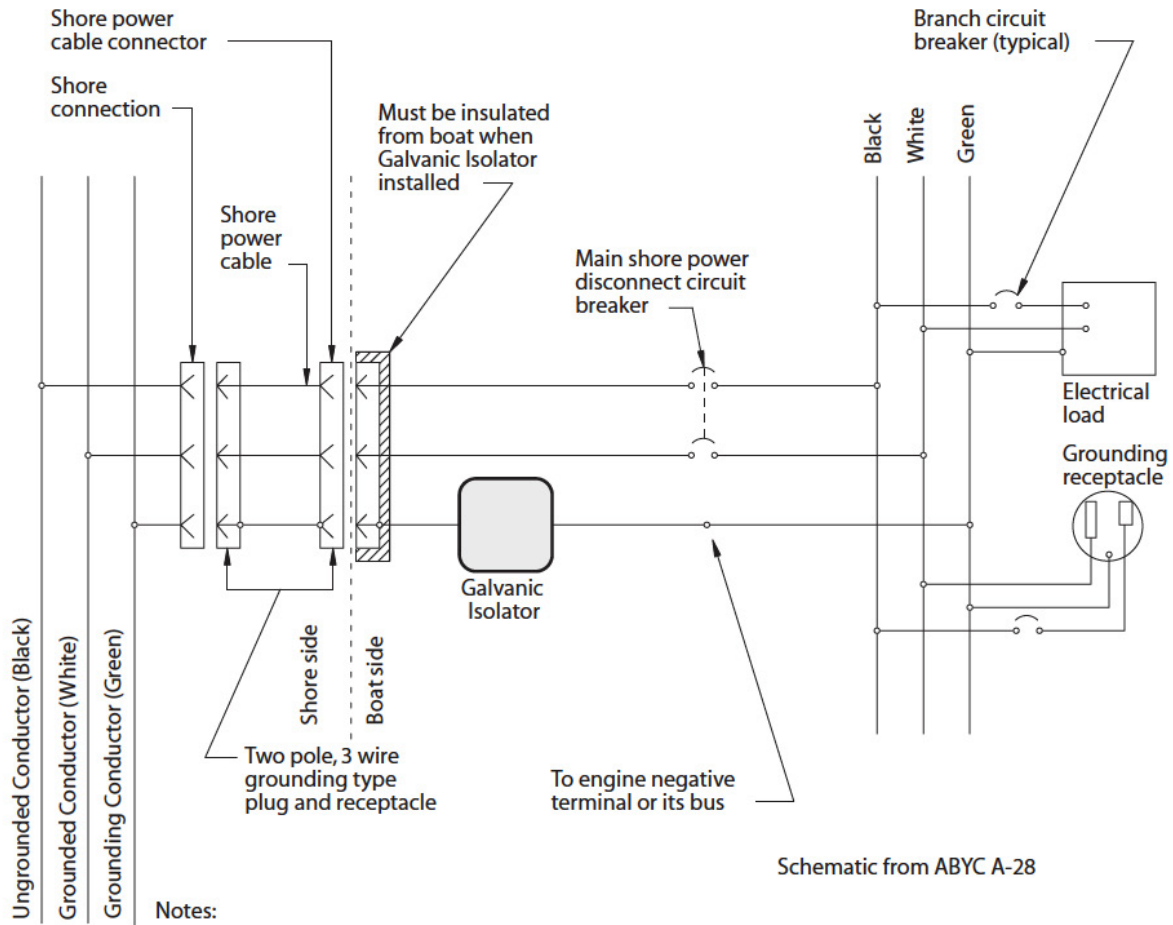 Shore power
cable connector
Shore
connection
Must be insulated
from boat when
Galvanic Isolator
installed
Branch circuit
breaker (typical)
Black
White
Green
Shore
power
cable
Main shore power
disconnect circuit
breaker
Electrical
load
Grounding
receptacle
Galvanic
Isolator
Ungrounded Conductor (Black)
Grounded Conductor (White)
Grounding Conductor (Green)
Shore side
Boat side
Two pole, 3 wire
grounding type
plug and receptacle
To engine negative
terminal or its bus
Schematic from ABYC A-28
Notes: